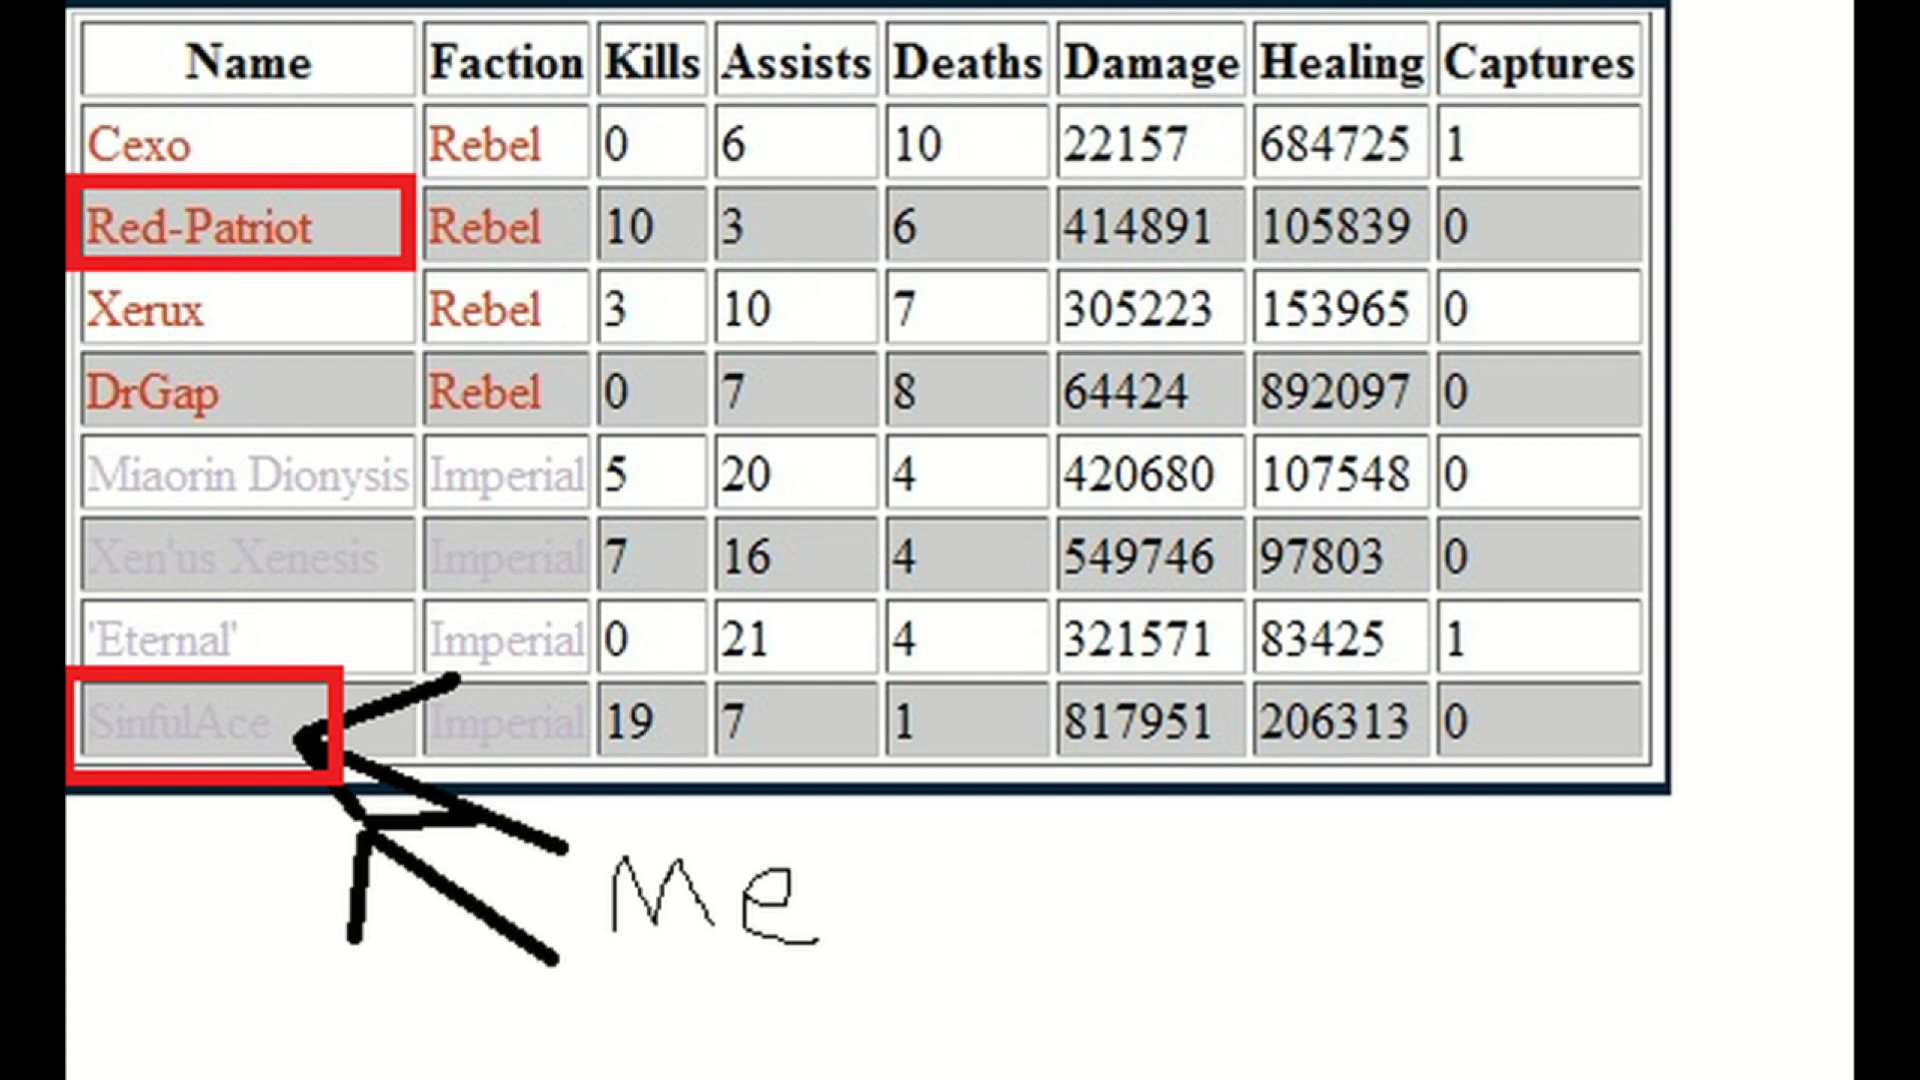 Name Faction Kills Assists Deaths Damage Healing Captures
Cexo Rebel 0 6 10 22157 684725 1
Red-Patriot Rebel 10 3 6 414891 105839 0
Xerux Rebel 3 10 7 305223 153965 0
DrGap Rebel 0 7 8 64424 892097 0
Miaorin Dionysis Imperial 5 20 4 420680 107548 0
Xen'us Xenesis Imperial 7 16 4 549746 97803 0
'Eternal' Imperial 0 21 4 321571 83425 1
SinfulAce Imperial 19 7 1 817951 206313 0
Me